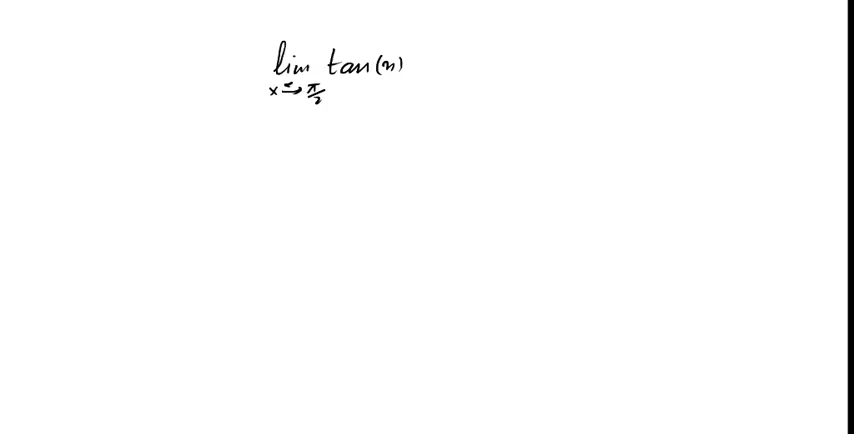 lim tan(x)
x →^< π/2